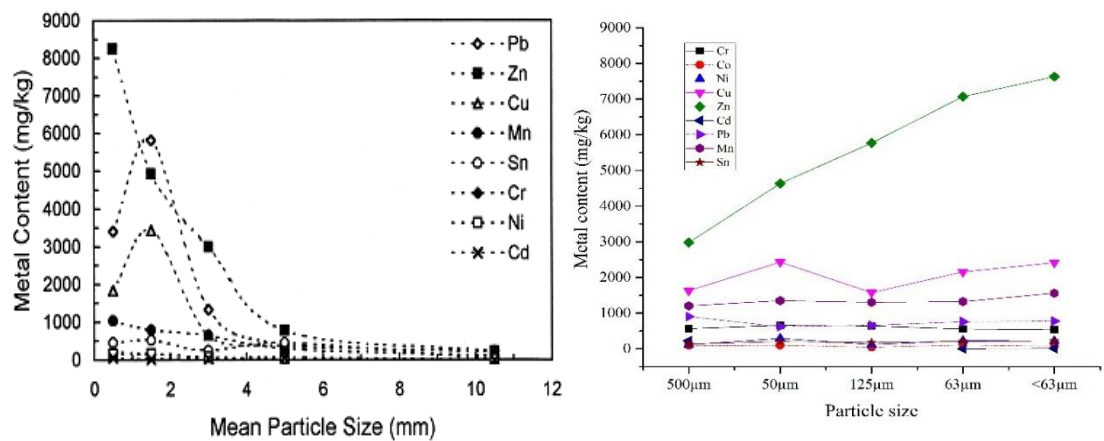 9000
8000
7000
6000
5000
4000
3000
2000
1000
0
Metal Content (mg/kg)
Pb
Zn
Cu
Mn
Sn
Cr
Ni
Cd
0 2 4 6 8 10 12
Mean Particle Size (mm)
9000
8000
7000
6000
5000
4000
3000
2000
1000
0
Metal content (mg/kg)
Cr
Co
Ni
Cu
Zn
Cd
Pb
Mn
Sn
500μm 50μm 125μm 63μm <63μm
Particle size